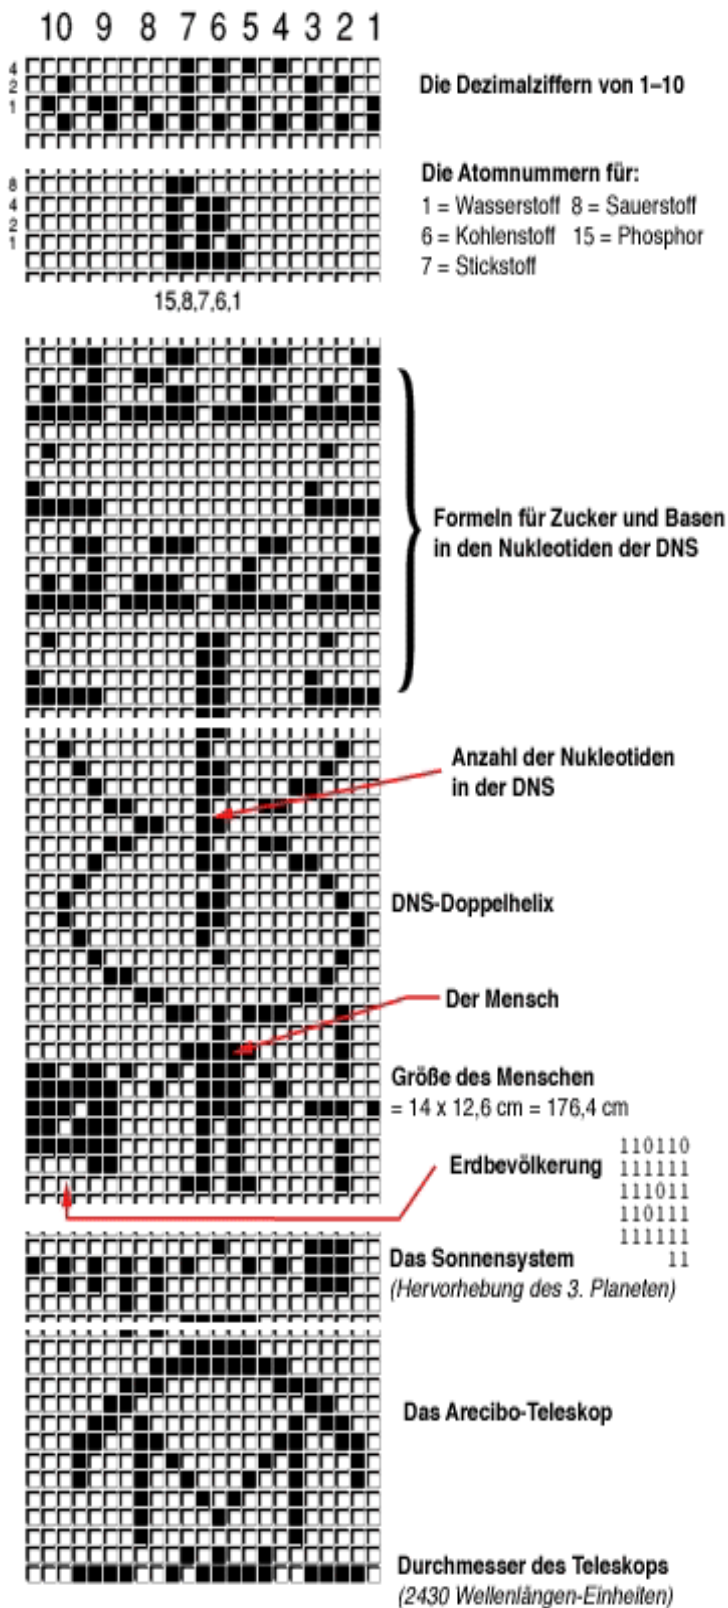 10 9 8 7 6 5 4 3 2 1
4
2
1
Die Dezimalziffern von 1–10
8
4
2
1
Die Atomnummern für:
1 = Wasserstoff 8 = Sauerstoff
6 = Kohlenstoff 15 = Phosphor
7 = Stickstoff
15,8,7,6,1
Formeln für Zucker und Basen
in den Nukleotiden der DNS
Anzahl der Nukleotiden
in der DNS
DNS-Doppelhelix
Der Mensch
Größe des Menschen
= 14 x 12,6 cm = 176,4 cm
Erdbevölkerung
110110
111111
111011
110111
111111
11
Das Sonnensystem
(Hervorhebung des 3. Planeten)
Das Arecibo-Teleskop
Durchmesser des Teleskops
(2430 Wellenlängen-Einheiten)